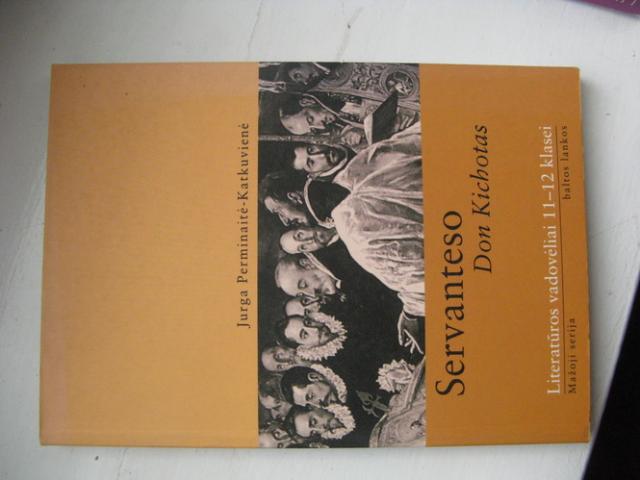 Jurga Perminaitė-Katkuvienė
Servanteso
Don Kichotas
Literatūros vadovėliai 11–12 klasei
Mažoji serija
baltos lankos